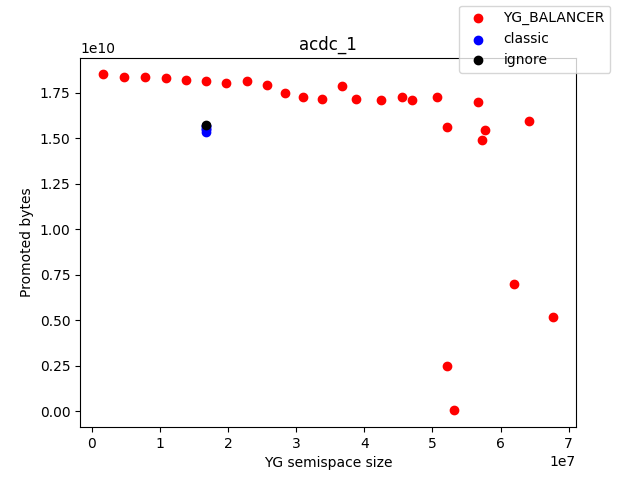 acdc_1
YG_BALANCER
classic
ignore
1e10
Promoted bytes
1.75
1.50
1.25
1.00
0.75
0.50
0.25
0.00
0 1 2 3 4 5 6 7
1e7
YG semispace size